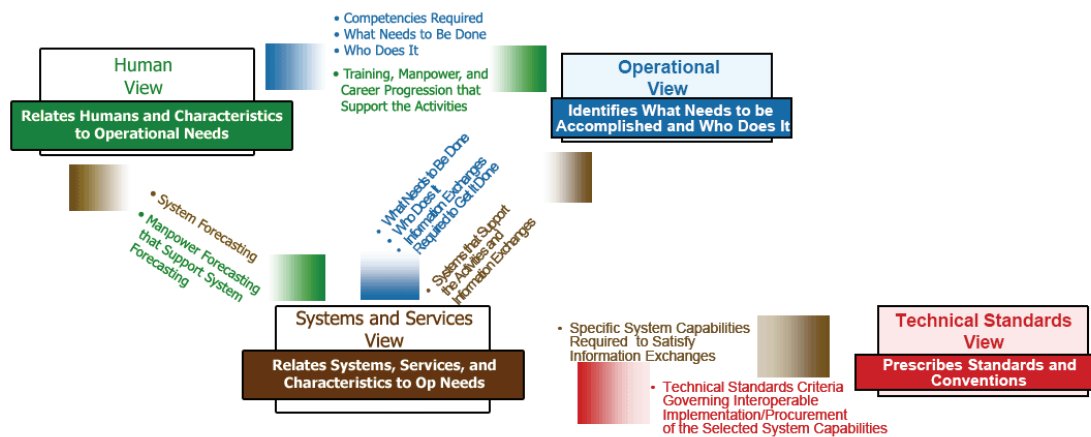 • Competencies Required
• What Needs to Be Done
• Who Does It
• Training, Manpower, and
Career Progression that
Support the Activities
Human
View
Relates Humans and Characteristics
to Operational Needs
Operational
View
Identifies What Needs to be
Accomplished and Who Does It
• System Forecasting
• Manpower Forecasting
that Support System
Forecasting
• What Needs to Be Done
• Who Does It
• Information Exchanges
Required to Get It Done
• Systems that Support
the Activities and
Information Exchanges
Systems and Services
View
Relates Systems, Services, and
Characteristics to Op Needs
• Specific System Capabilities
Required to Satisfy
Information Exchanges
• Technical Standards Criteria
Governing Interoperable
Implementation/Procurement
of the Selected System Capabilities
Technical Standards
View
Prescribes Standards and
Conventions